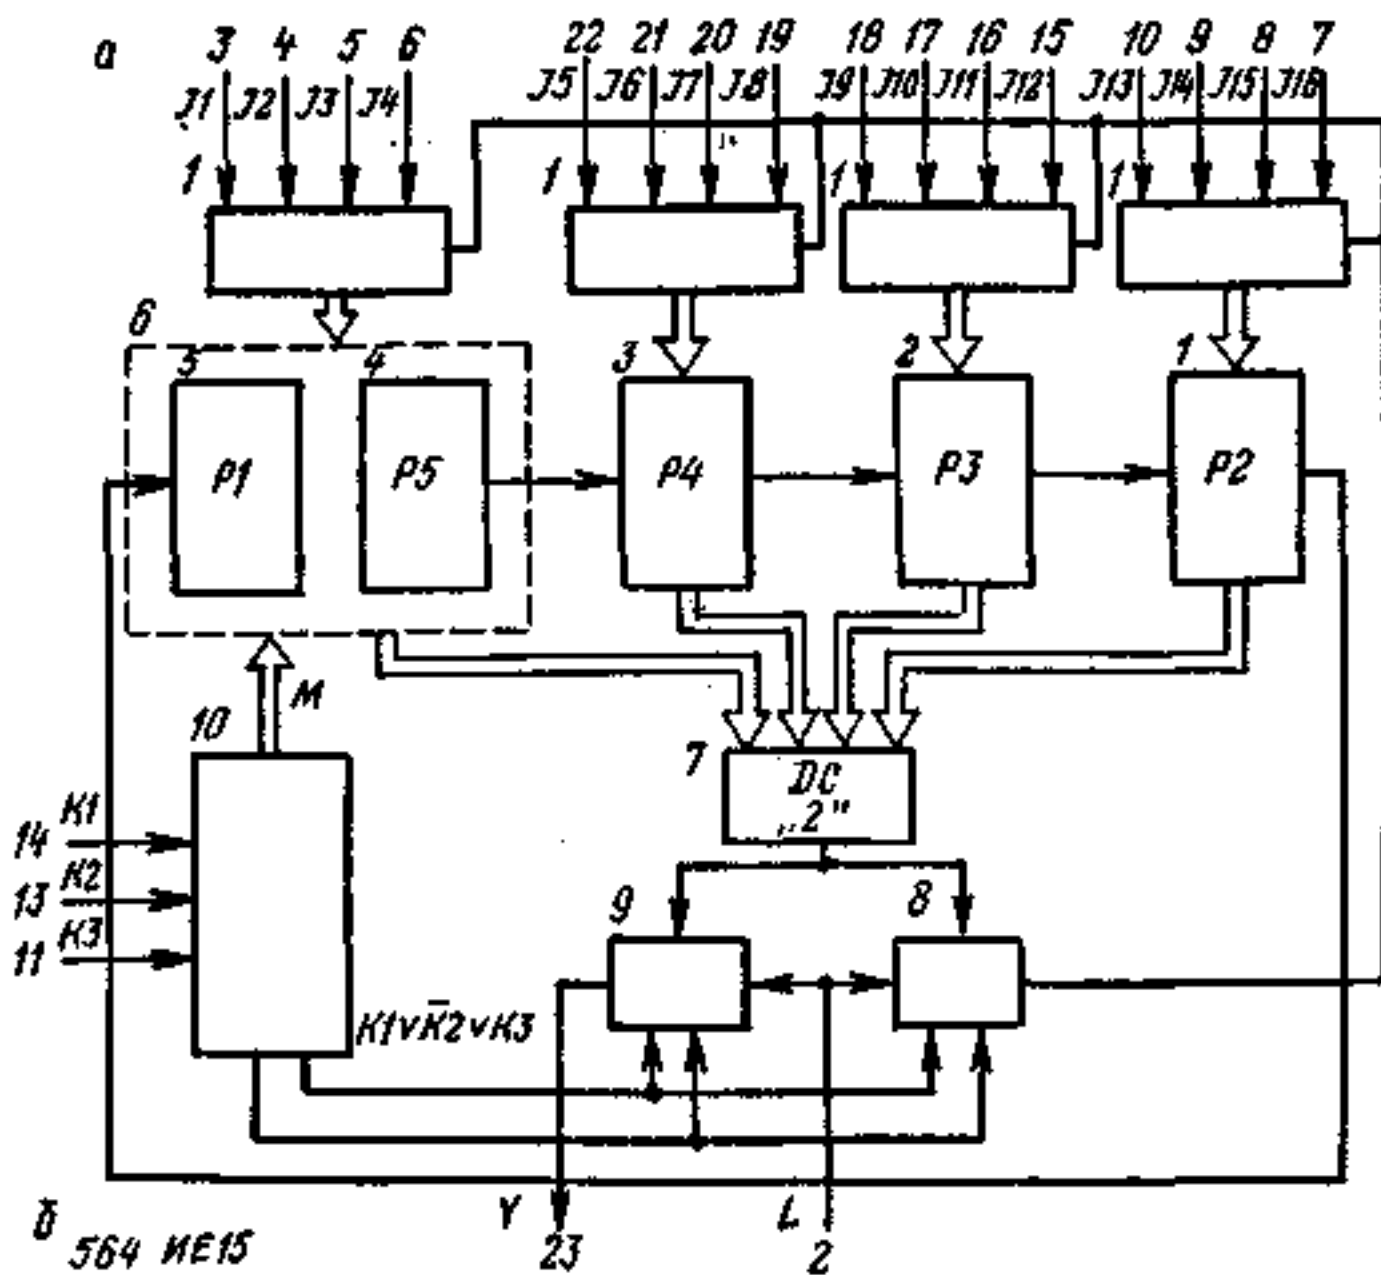 а
3 4 5 6 22 21 20 19 18 17 16 15 10 9 8 7
J1 J2 J3 J4 J5 J6 J7 J8 J9 J10 J11 J12 J13 J14 J15 J16
1 1 1 1
6 5 4 3 2 1
P1 P5 P4 P3 P2
M
10
7
DC
„2"
14 K1
13 K2
11 K3
9 8
K1∨K̅2∨K3
Y L
23 2
б 564 ИЕ15